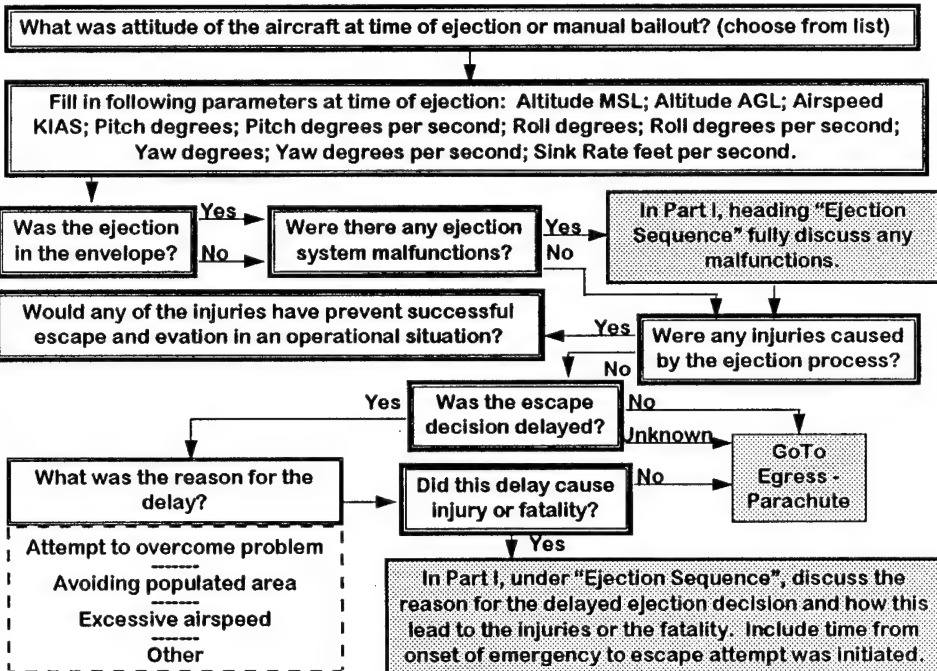 What was attitude of the aircraft at time of ejection or manual bailout? (choose from list)
Fill in following parameters at time of ejection: Altitude MSL; Altitude AGL; Airspeed
KIAS; Pitch degrees; Pitch degrees per second; Roll degrees; Roll degrees per second;
Yaw degrees; Yaw degrees per second; Sink Rate feet per second.
Was the ejection
in the envelope?
Yes
No
Were there any ejection
system malfunctions?
Yes
No
In Part I, heading "Ejection
Sequence" fully discuss any
malfunctions.
Would any of the injuries have prevent successful
escape and evation in an operational situation?
Yes
No
Were any injuries caused
by the ejection process?
Yes
Was the escape
decision delayed?
No
Unknown
GoTo
Egress -
Parachute
What was the reason for the
delay?
Did this delay cause
injury or fatality?
No
Yes
Attempt to overcome problem
-----
Avoiding populated area
-----
Excessive airspeed
-----
Other
In Part I, under "Ejection Sequence", discuss the
reason for the delayed ejection decision and how this
lead to the injuries or the fatality. Include time from
onset of emergency to escape attempt was initiated.